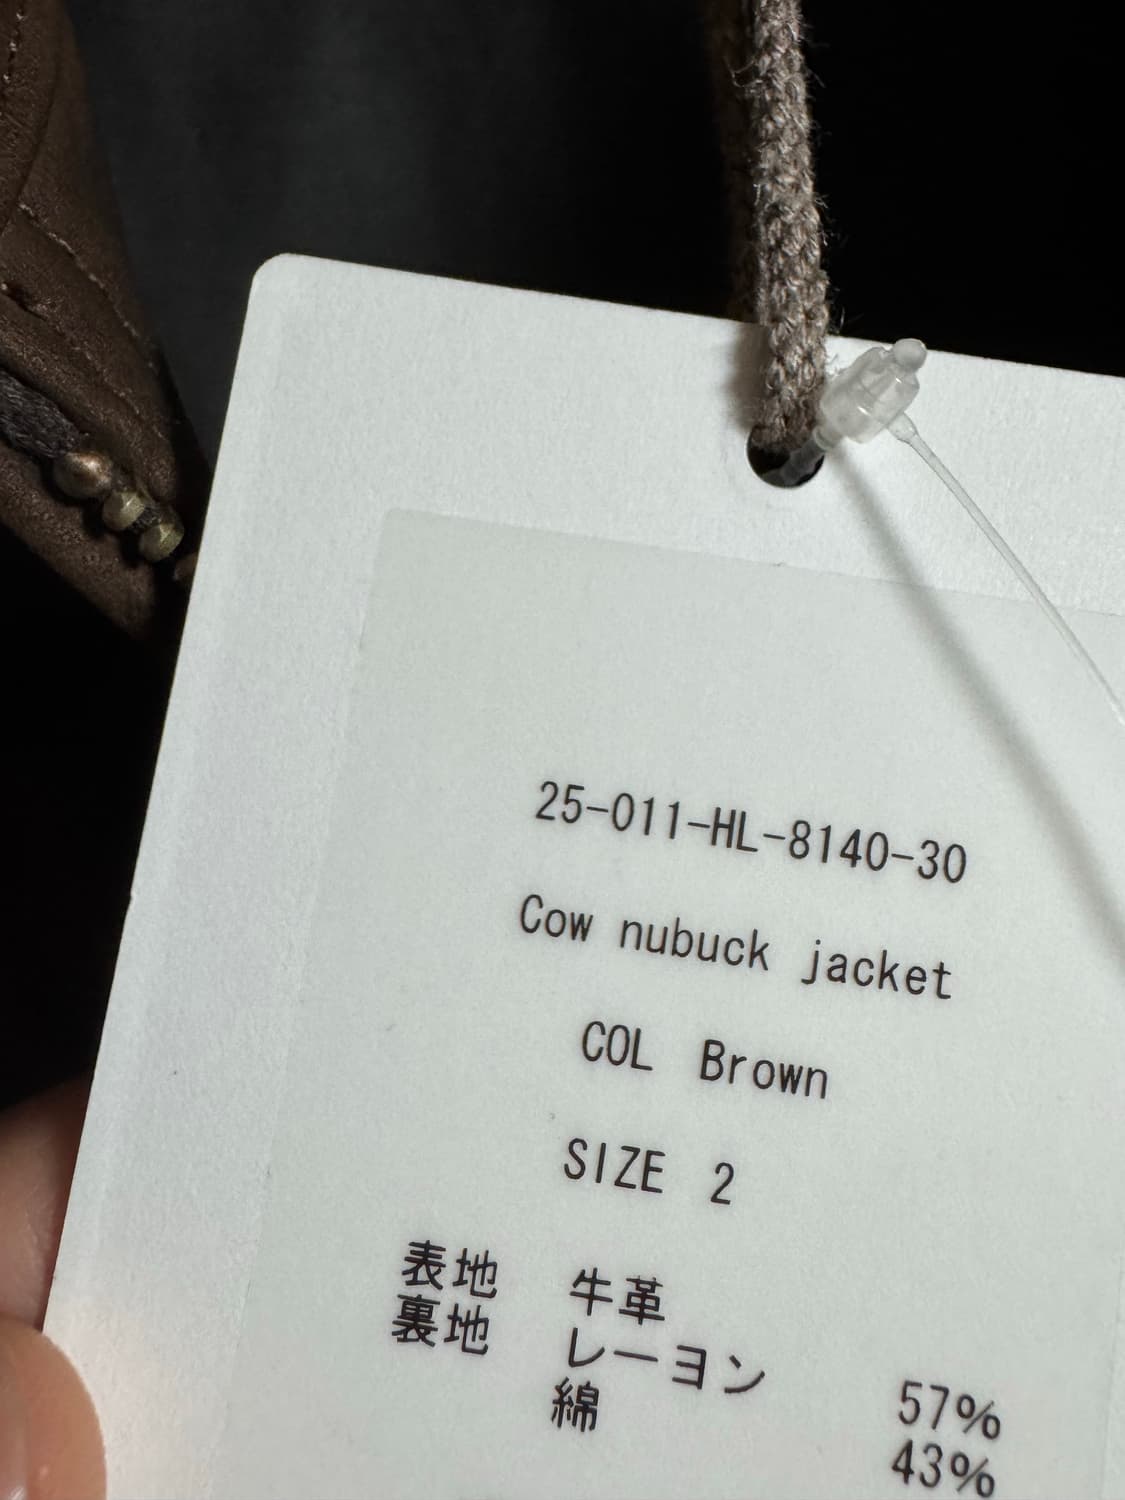 25-011-HL-8140-30
Cow nubuck jacket
COL Brown
SIZE 2
表地 牛革
裏地 レーヨン 57%
綿 43%